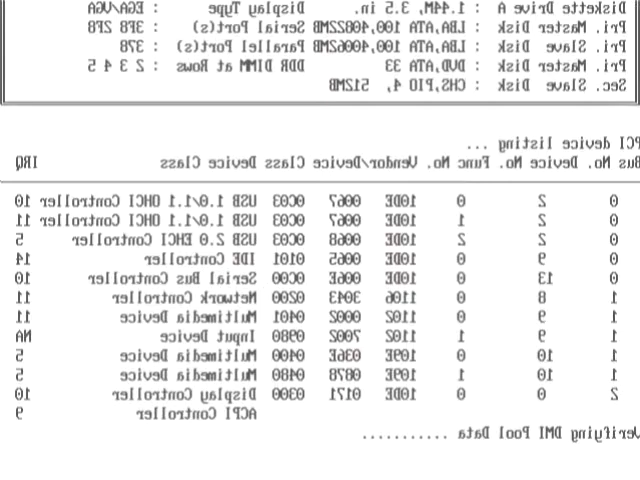 Diskette Drive A : 1.44M, 3.5 in. Display Type : EGA/VGA
Pri. Master Disk : LBA,ATA Serial Port(s) : 3F8 2F8
Pri. Slave Disk : LBA,ATA Parallel Port(s) : 378
Pri. Master Disk : DVD,ATA 33 DDR DIMM at Rows : 2 3 4 5
Sec. Slave Disk : CHS,PIO 4, 512MB
PCI device listing ...
Bus No. Device No. Func No. Vendor/Device Class Device Class IRQ
0 2 0 10DE 0067 0C03 USB 1.0/1.1 OHCI Controller 10
0 2 1 10DE 0067 0C03 USB 1.0/1.1 OHCI Controller 11
0 2 2 10DE 0068 0C03 USB 2.0 EHCI Controller 5
0 9 0 10DE 0065 0101 IDE Controller 14
0 13 0 10DE 006E 0C00 Serial Bus Controller 10
1 8 0 1106 3043 0200 Network Controller 11
1 9 0 1102 0002 0401 Multimedia Device 11
1 9 1 1102 7002 0980 Input Device NA
1 10 0 109E 036E 0400 Multimedia Device 5
1 10 1 109E 0878 0480 Multimedia Device 5
2 0 0 10DE 0171 0300 Display Controller 10
ACPI Controller 9
Verifying DMI Pool Data ...........